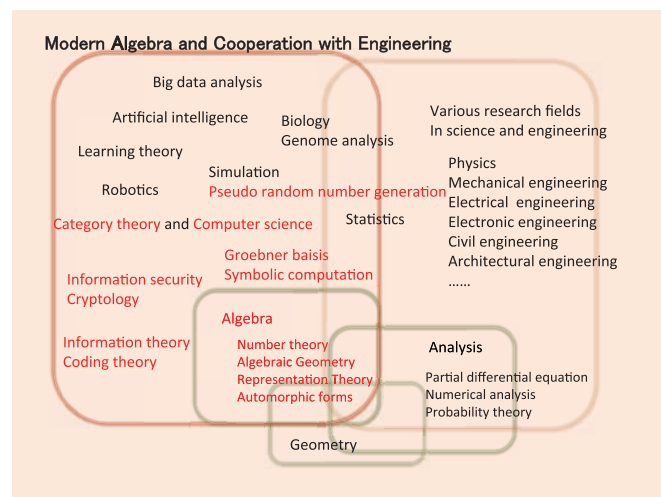 Modern Algebra and Cooperation with Engineering
Big data analysis
Artificial intelligence
Biology
Genome analysis
Learning theory
Simulation
Robotics
Pseudo random number generation
Statistics
Category theory and Computer science
Groebner baisis
Symbolic computation
Information security
Cryptology
Information theory
Coding theory
Algebra
Number theory
Algebraic Geometry
Representation Theory
Automorphic forms
Various research fields
In science and engineering
Physics
Mechanical engineering
Electrical engineering
Electronic engineering
Civil engineering
Architectural engineering
......
Analysis
Partial differential equation
Numerical analysis
Probability theory
Geometry